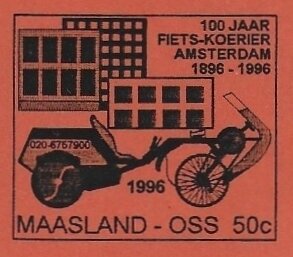 100 JAAR
FIETS-KOERIER
AMSTERDAM
1896 - 1996
020-6757900
1996
MAASLAND - OSS 50c